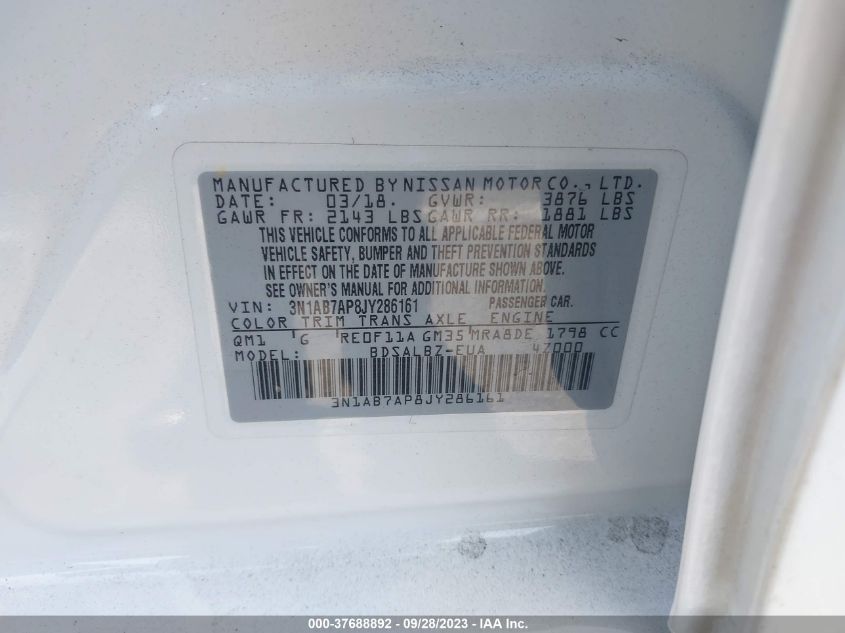 MANUFACTURED BY NISSAN MOTOR CO., LTD.
DATE: 03/18. GVWR: 3876 LBS
GAWR FR: 2143 LBS GAWR RR: 1881 LBS
THIS VEHICLE CONFORMS TO ALL APPLICABLE FEDERAL MOTOR
VEHICLE SAFETY, BUMPER AND THEFT PREVENTION STANDARDS
IN EFFECT ON THE DATE OF MANUFACTURE SHOWN ABOVE.
SEE OWNER'S MANUAL FOR ADDITIONAL INFORMATION
VIN: 3N1AB7AP8JY286161 PASSENGER CAR.
COLOR TRIM TRANS AXLE ENGINE
QM1 G RE0F11A GM35 MRA8DE 1798 CC
MODEL: BDSALBZ-EUA 4Z000
3N1AB7AP8JY286161
000-37688892 - 09/28/2023 - IAA Inc.